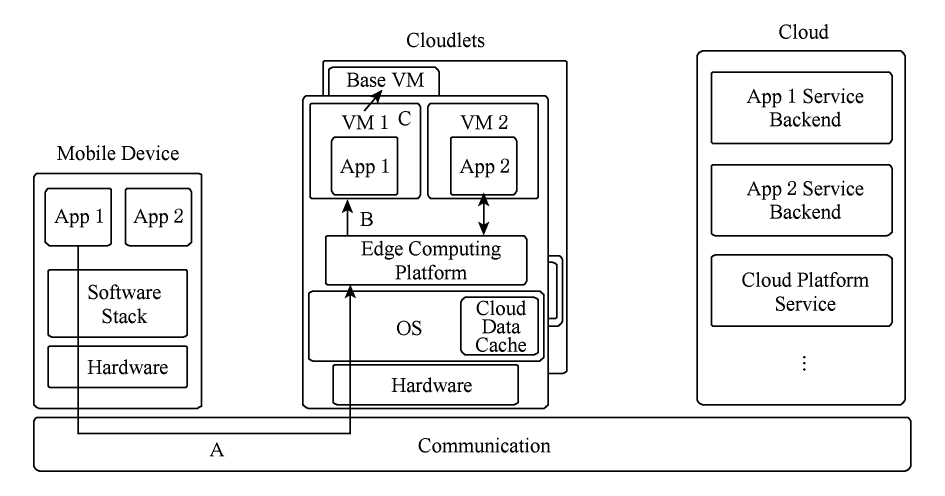 Cloudlets
Cloud
Base VM
VM 1
C
VM 2
App 1
App 2
B
Edge Computing
Platform
OS
Cloud
Data
Cache
Hardware
Mobile Device
App 1
App 2
Software
Stack
Hardware
App 1 Service
Backend
App 2 Service
Backend
Cloud Platform
Service
⋮
A
Communication